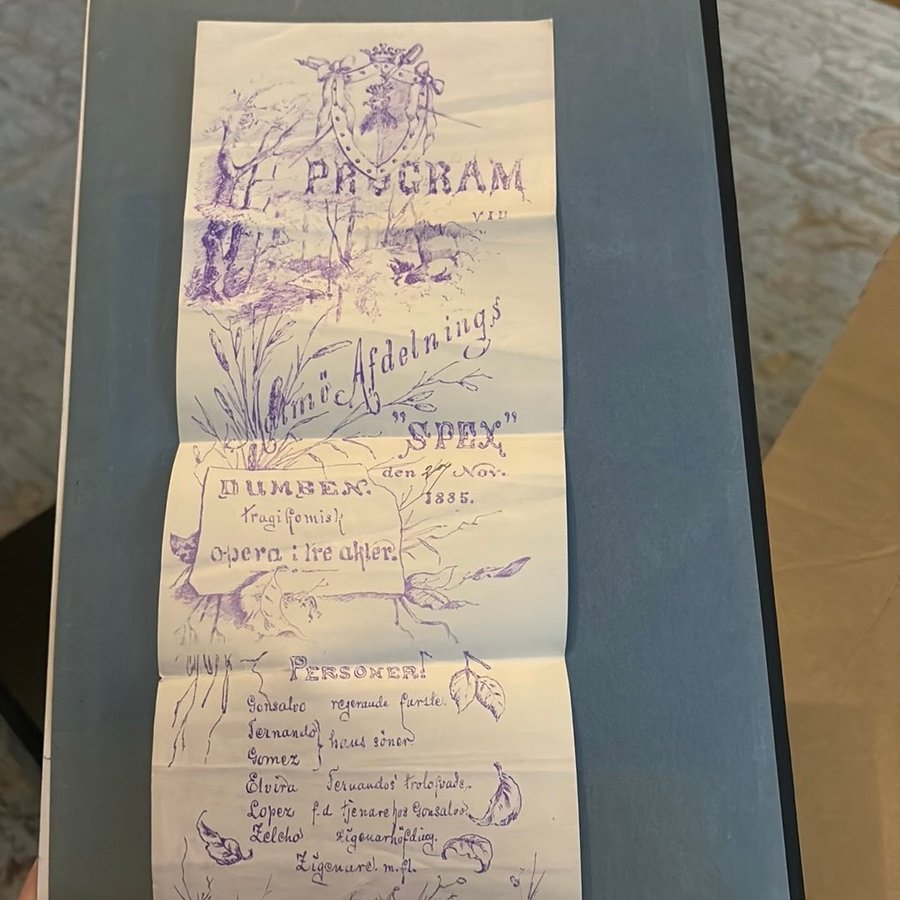 PROGRAM
VID
Afdelnings
"SPEX"
den 27 Nov.
1885.
DUMBEN.
tragikomisk
opera i tre akter.
PERSONER!
Gonsalvo regerande furste.
Fernando
Gomez } hans söner
Elvira Fernandos' trolofvade.
Lopez f.d tjenare hos Gonsalvo.
Zelcho zigenarhöfding.
Zigenare. m.fl.